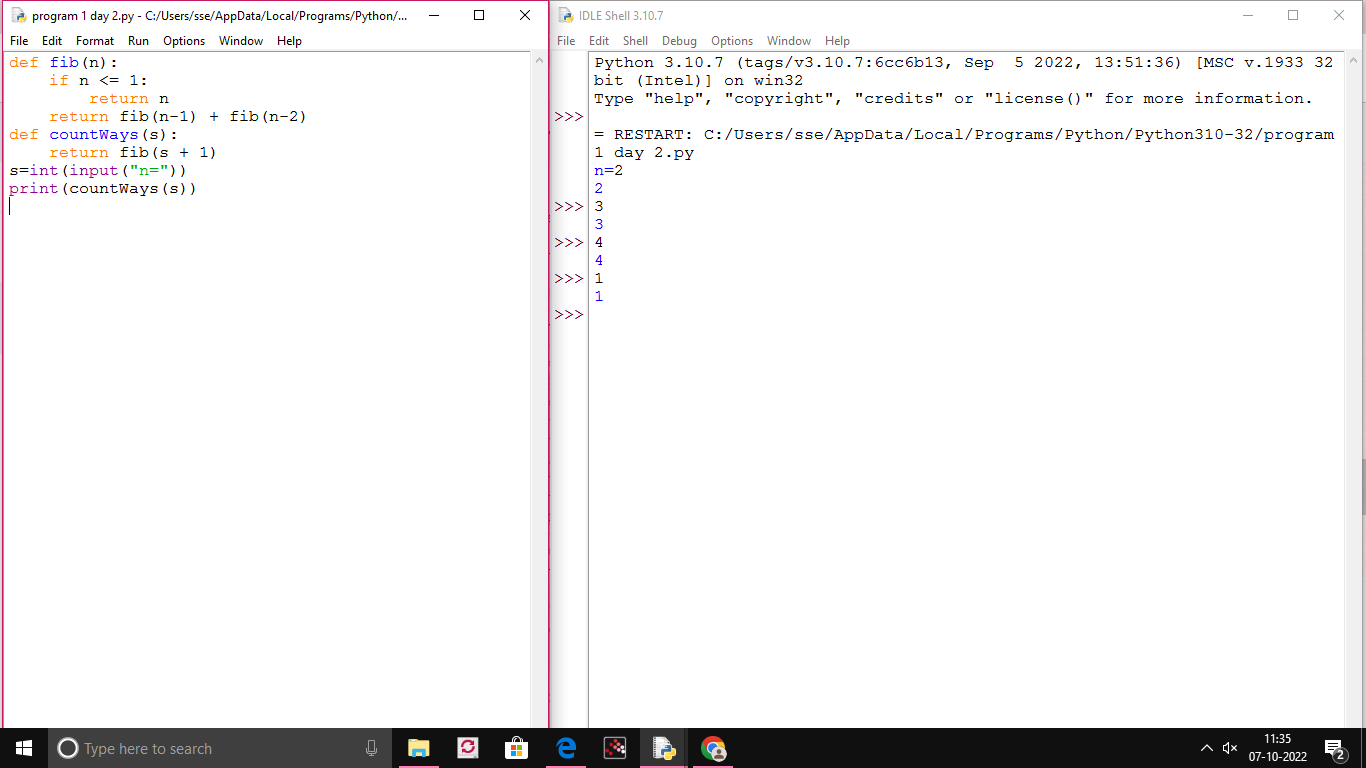 program 1 day 2.py - C:/Users/sse/AppData/Local/Programs/Python/...
File Edit Format Run Options Window Help
def fib(n):
    if n <= 1:
        return n
    return fib(n-1) + fib(n-2)
def countWays(s):
    return fib(s + 1)
s=int(input("n="))
print(countWays(s))
IDLE Shell 3.10.7
File Edit Shell Debug Options Window Help
Python 3.10.7 (tags/v3.10.7:6cc6b13, Sep  5 2022, 13:51:36) [MSC v.1933 32
bit (Intel)] on win32
Type "help", "copyright", "credits" or "license()" for more information.
>>>
= RESTART: C:/Users/sse/AppData/Local/Programs/Python/Python310-32/program
1 day 2.py
n=2
2
>>> 3
3
>>> 4
4
>>> 1
1
>>>
Type here to search
11:35
07-10-2022
2